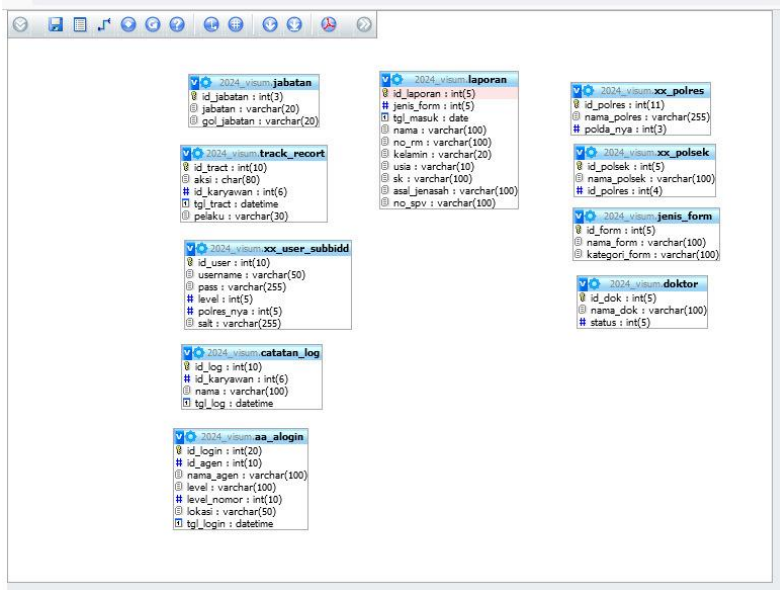 2024_visum.jabatan
id_jabatan : int(3)
jabatan : varchar(20)
gol_jabatan : varchar(20)
2024_visum.track_recort
id_tract : int(10)
aksi : char(80)
id_karyawan : int(6)
tgl_tract : datetime
pelaku : varchar(30)
2024_visum.xx_user_subbidd
id_user : int(10)
username : varchar(50)
pass : varchar(255)
level : int(5)
polres_nya : int(5)
salt : varchar(255)
2024_visum.catatan_log
id_log : int(10)
id_karyawan : int(6)
nama : varchar(100)
tgl_log : datetime
2024_visum.aa_alogin
id_login : int(20)
id_agen : int(10)
nama_agen : varchar(100)
level : varchar(100)
level_nomor : int(10)
lokasi : varchar(50)
tgl_login : datetime
2024_visum.laporan
id_laporan : int(5)
jenis_form : int(5)
tgl_masuk : date
nama : varchar(100)
no_rm : varchar(100)
kelamin : varchar(20)
usia : varchar(10)
sk : varchar(100)
asal_jenasah : varchar(100)
no_spv : varchar(100)
2024_visum.xx_polres
id_polres : int(11)
nama_polres : varchar(255)
polda_nya : int(3)
2024_visum.xx_polsek
id_polsek : int(5)
nama_polsek : varchar(100)
id_polres : int(4)
2024_visum.jenis_form
id_form : int(5)
nama_form : varchar(100)
kategori_form : varchar(100)
2024_visum.doktor
id_dok : int(5)
nama_dok : varchar(100)
status : int(5)